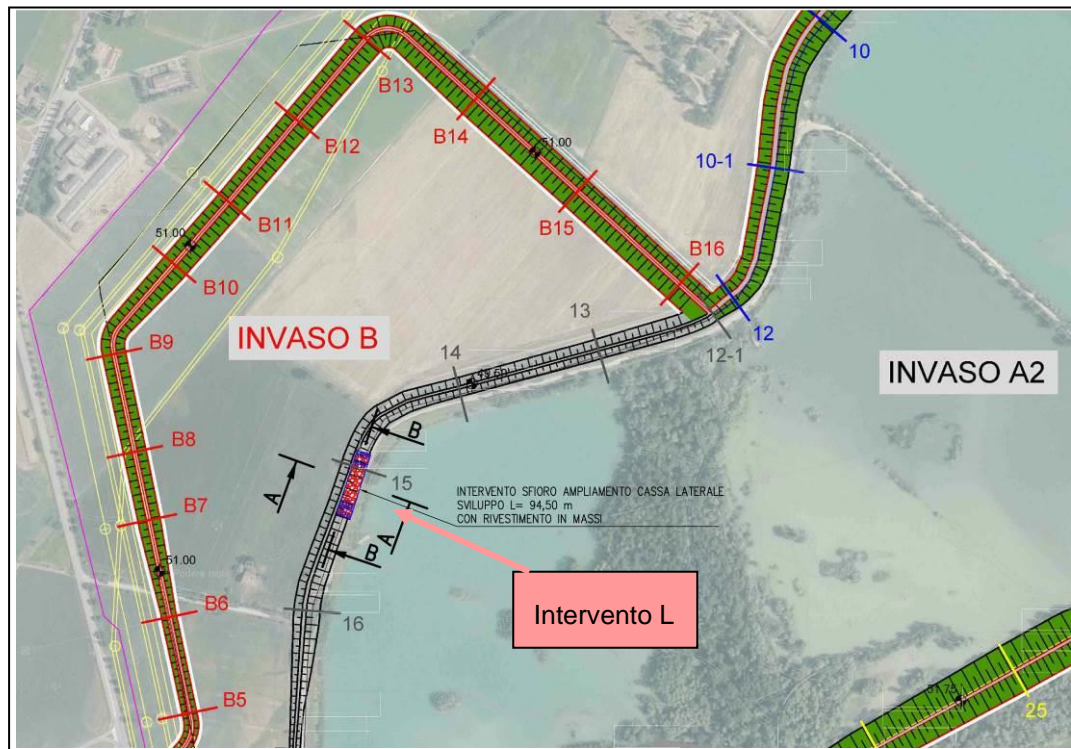 10
B13
B14
B12
51.00
10-1
B15
B11
51.00
B10
B16
12
13
12-1
INVASO B
B9
14
INVASO A2
B
B8
15
A
INTERVENTO SFIORO AMPLIAMENTO CASSA LATERALE
SVILUPPO L= 94,50 m
CON RIVESTIMENTO IN MASSI
A
B7
B
51.00
B6
Intervento L
16
51.75
B5
25